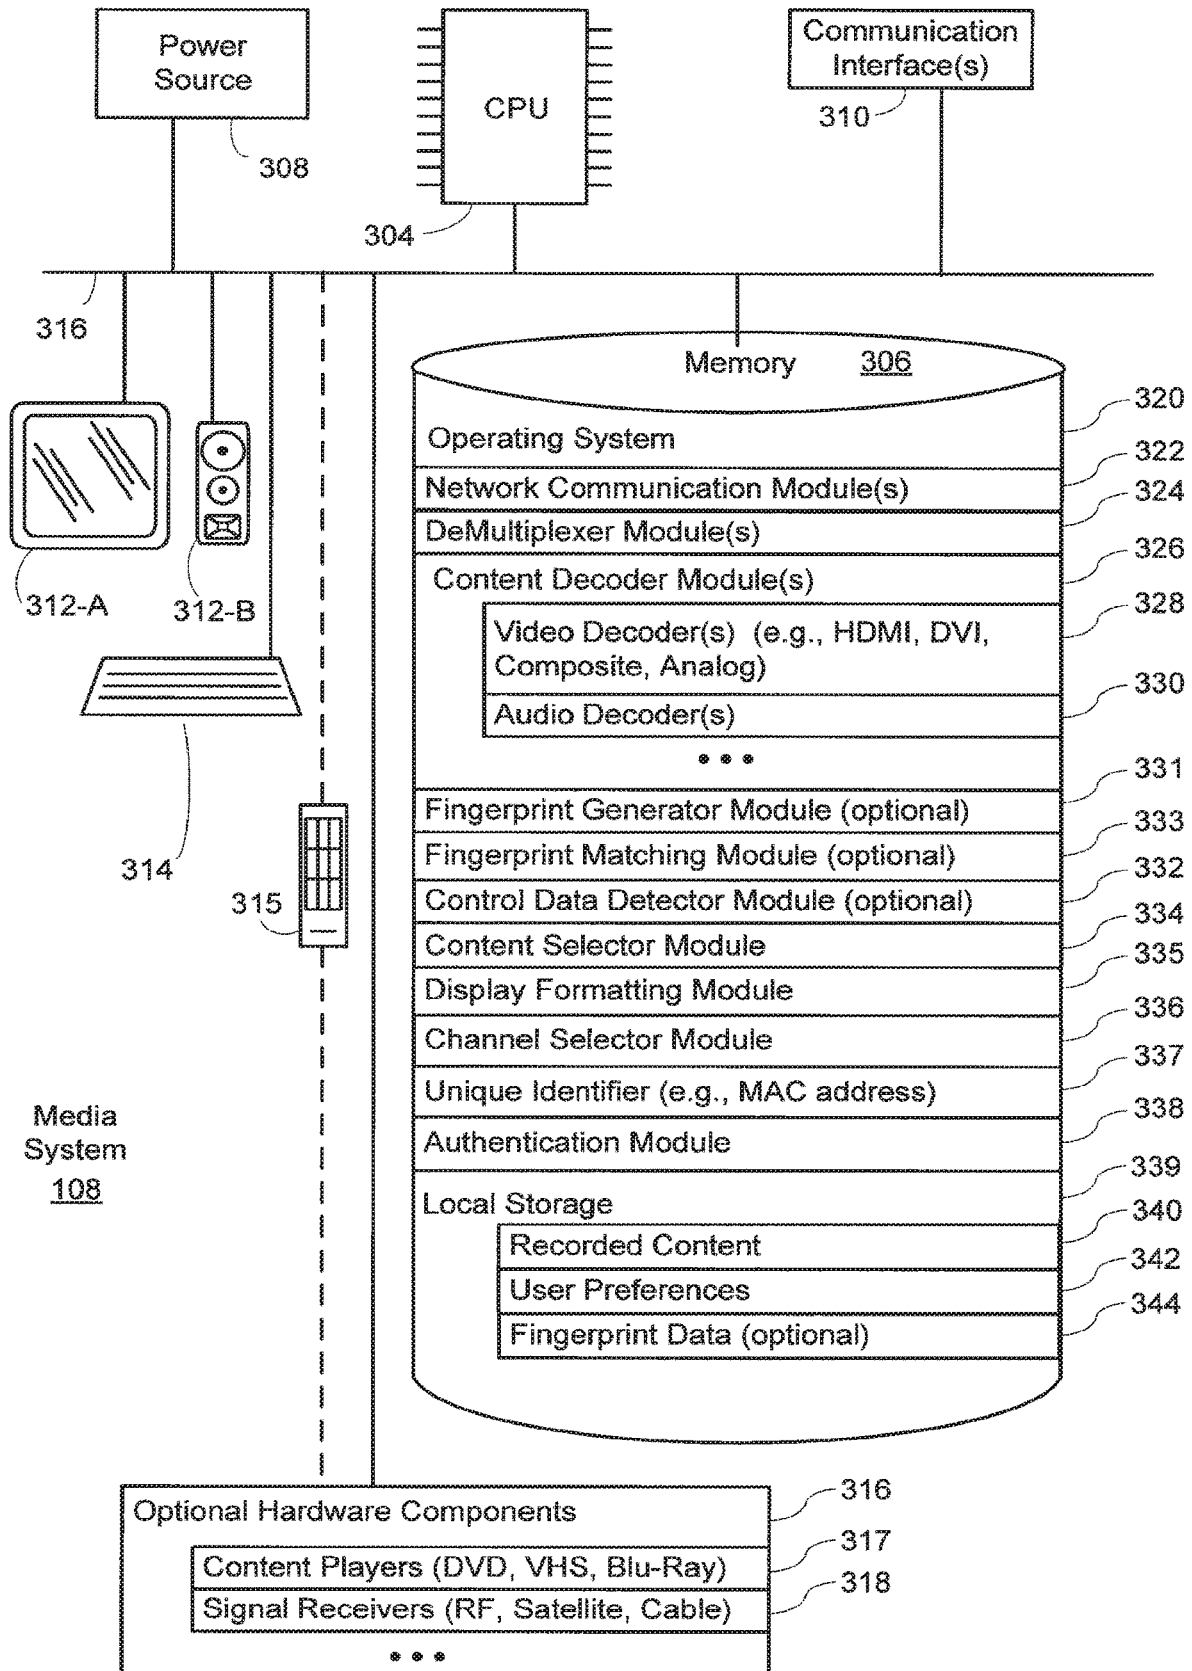 Power
Source
308
CPU
304
Communication
Interface(s)
310
316
Memory 306
Operating System
320
Network Communication Module(s)
322
DeMultiplexer Module(s)
324
Content Decoder Module(s)
326
Video Decoder(s) (e.g., HDMI, DVI,
Composite, Analog)
328
Audio Decoder(s)
330
•••
Fingerprint Generator Module (optional)
331
Fingerprint Matching Module (optional)
333
Control Data Detector Module (optional)
332
Content Selector Module
334
Display Formatting Module
335
Channel Selector Module
336
Unique Identifier (e.g., MAC address)
337
Authentication Module
338
Local Storage
339
Recorded Content
340
User Preferences
342
Fingerprint Data (optional)
344
312-A
312-B
314
315
Media
System
108
Optional Hardware Components
316
Content Players (DVD, VHS, Blu-Ray)
317
Signal Receivers (RF, Satellite, Cable)
318
•••